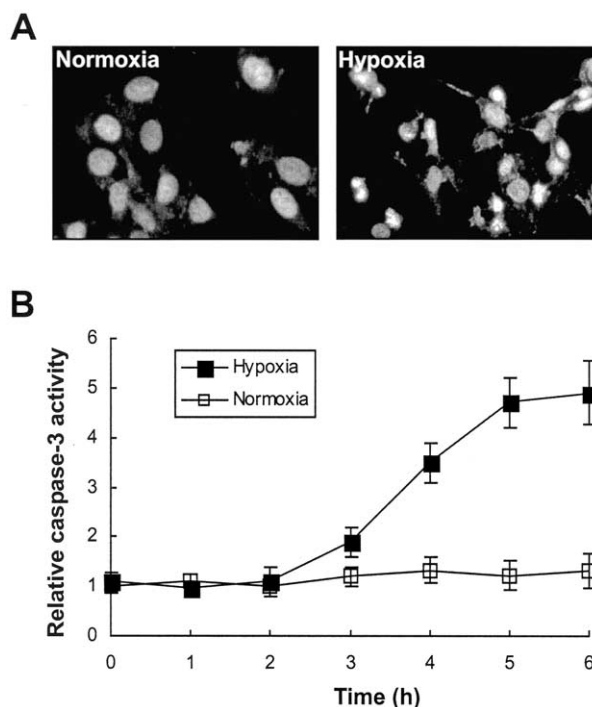 A
Normoxia
Hypoxia
B
Relative caspase-3 activity
6
5
4
3
2
1
0
Hypoxia
Normoxia
0 1 2 3 4 5 6
Time (h)